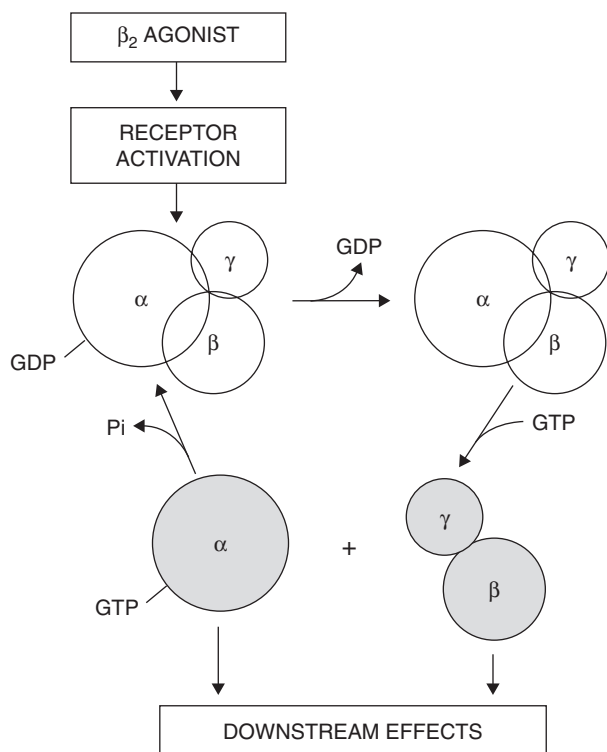 β₂ AGONIST
RECEPTOR
ACTIVATION
γ
α
β
GDP
GDP
γ
α
β
Pi
GTP
α
GTP
+
γ
β
DOWNSTREAM EFFECTS